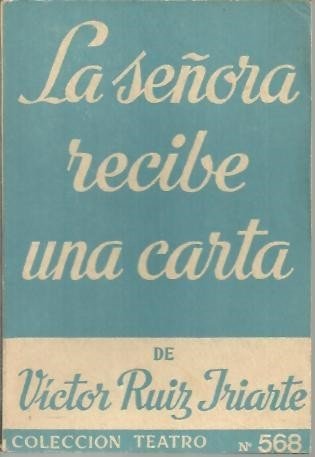 La señora
recibe
una carta
DE
Víctor Ruiz Iriarte
COLECCION TEATRO Nº 568